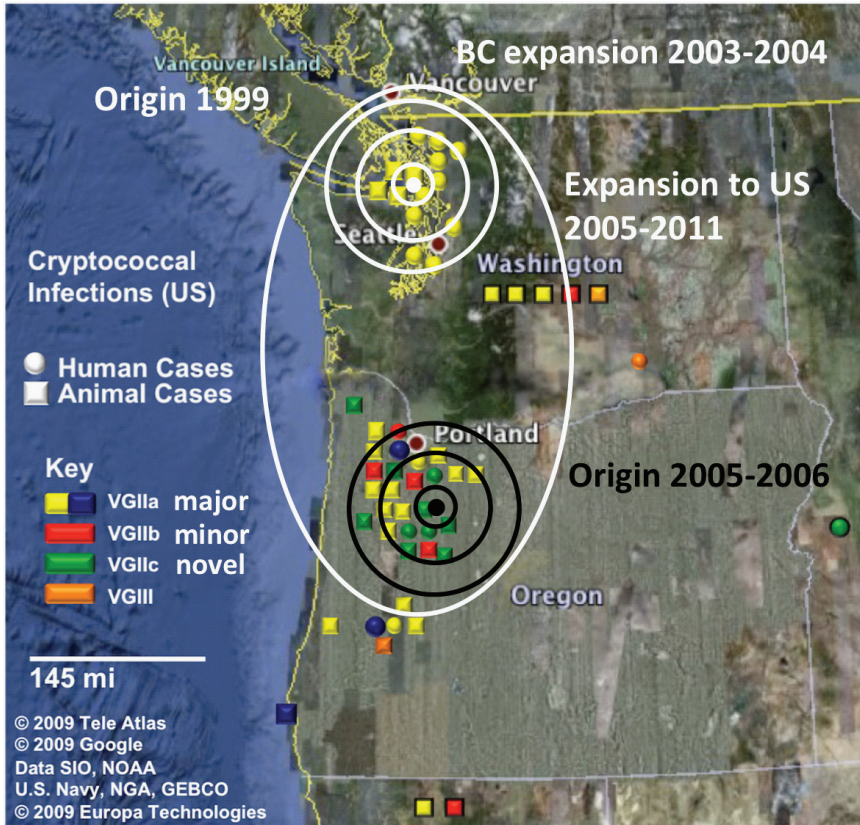 BC expansion 2003-2004
Vancouver Island
Vancouver
Origin 1999
Expansion to US
2005-2011
Seattle
Cryptococcal
Infections (US)
Washington
Human Cases
Animal Cases
Portland
Key
Origin 2005-2006
VGIIa major
VGIIb minor
VGIIc novel
VGIII
Oregon
145 mi
© 2009 Tele Atlas
© 2009 Google
Data SIO, NOAA
U.S. Navy, NGA, GEBCO
© 2009 Europa Technologies